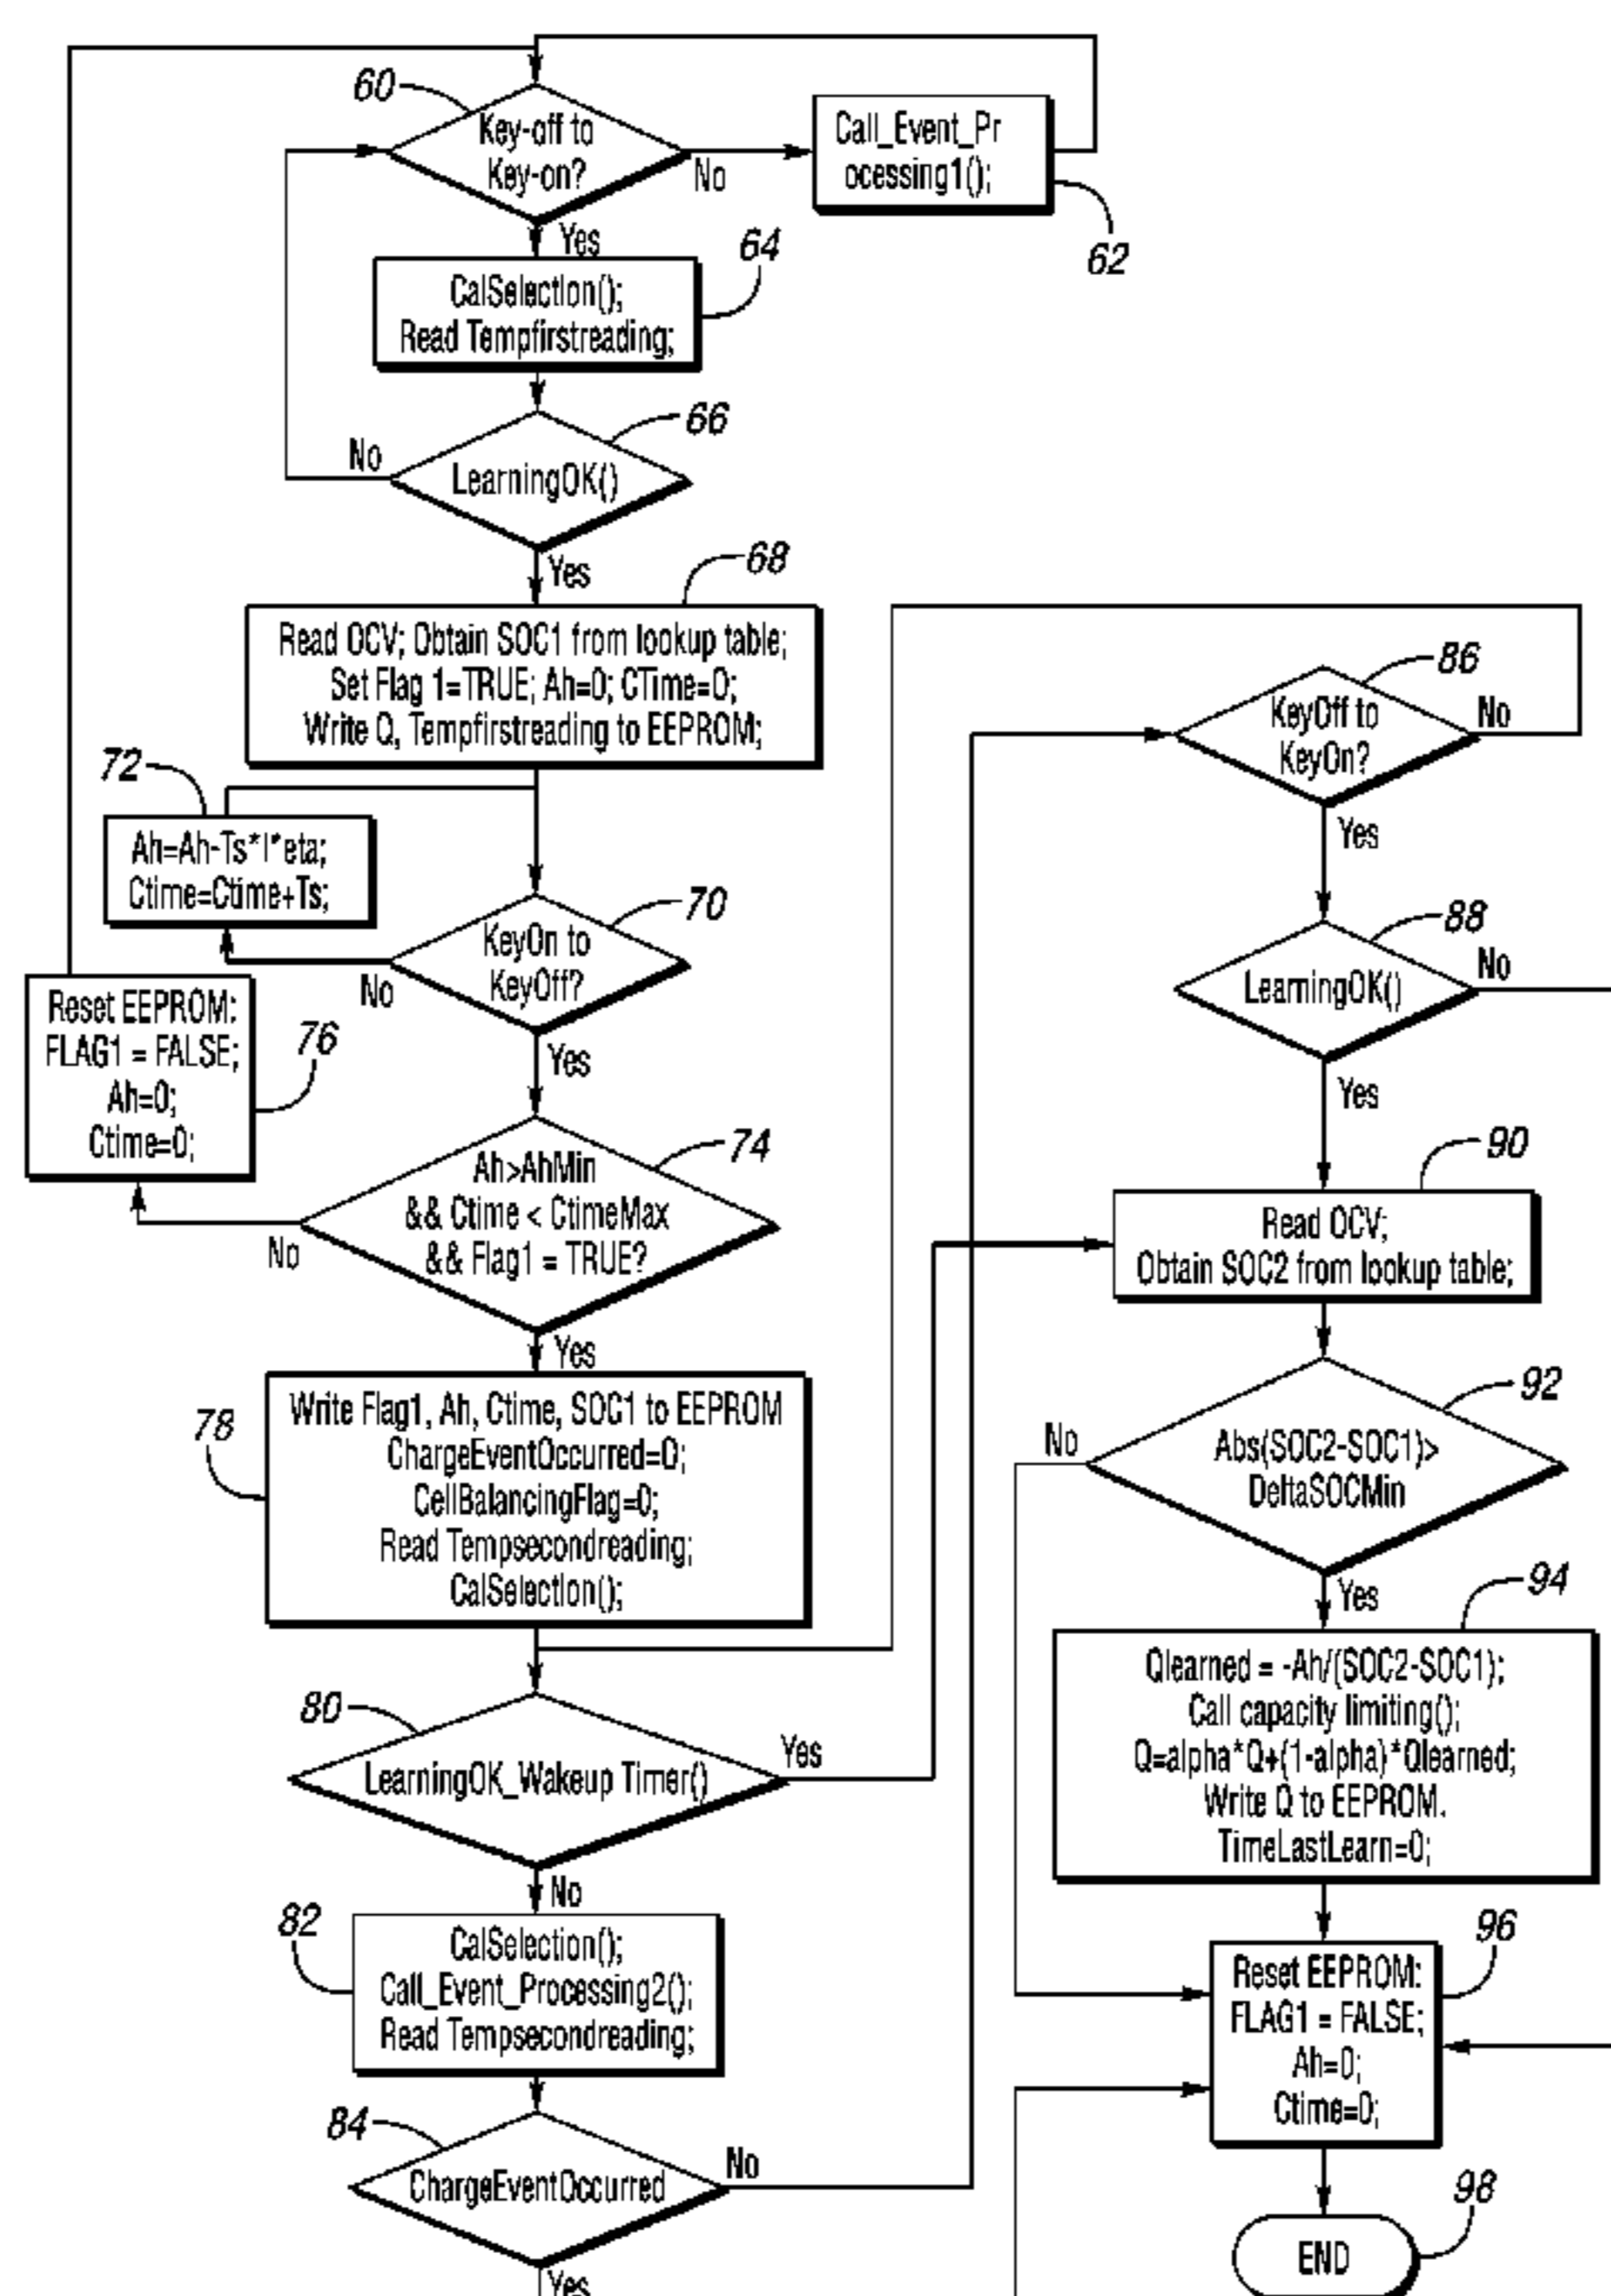 60
Key-off to
Key-on?
No
Call_Event_Pr
ocessing1();
62
Yes
64
CalSelection();
Read Tempfirstreading;
66
No
LearningOK()
Yes
68
Read OCV; Obtain SOC1 from lookup table;
Set Flag 1=TRUE; Ah=0; CTime=0;
Write Q, Tempfirstreading to EEPROM;
72
Ah=Ah-Ts*I*eta;
Ctime=Ctime+Ts;
70
KeyOn to
KeyOff?
No
Yes
Reset EEPROM:
FLAG1 = FALSE;
Ah=0;
Ctime=0;
76
74
Ah>AhMin
&& Ctime < CtimeMax
&& Flag1 = TRUE?
No
Yes
78
Write Flag1, Ah, Ctime, SOC1 to EEPROM
ChargeEventOccurred=0;
CellBalancingFlag=0;
Read Tempsecondreading;
CalSelection();
80
LearningOK_Wakeup Timer()
Yes
No
82
CalSelection();
Call_Event_Processing2();
Read Tempsecondreading;
84
ChargeEventOccurred
No
Yes
86
KeyOff to
KeyOn?
No
Yes
88
LearningOK()
No
Yes
90
Read OCV;
Obtain SOC2 from lookup table;
92
No
Abs(SOC2-SOC1)>
DeltaSOCMin
Yes
94
Qlearned = -Ah/(SOC2-SOC1);
Call capacity limiting();
Q=alpha*Q+(1-alpha)*Qlearned;
Write Q to EEPROM.
TimeLastLearn=0;
96
Reset EEPROM:
FLAG1 = FALSE;
Ah=0;
Ctime=0;
98
END